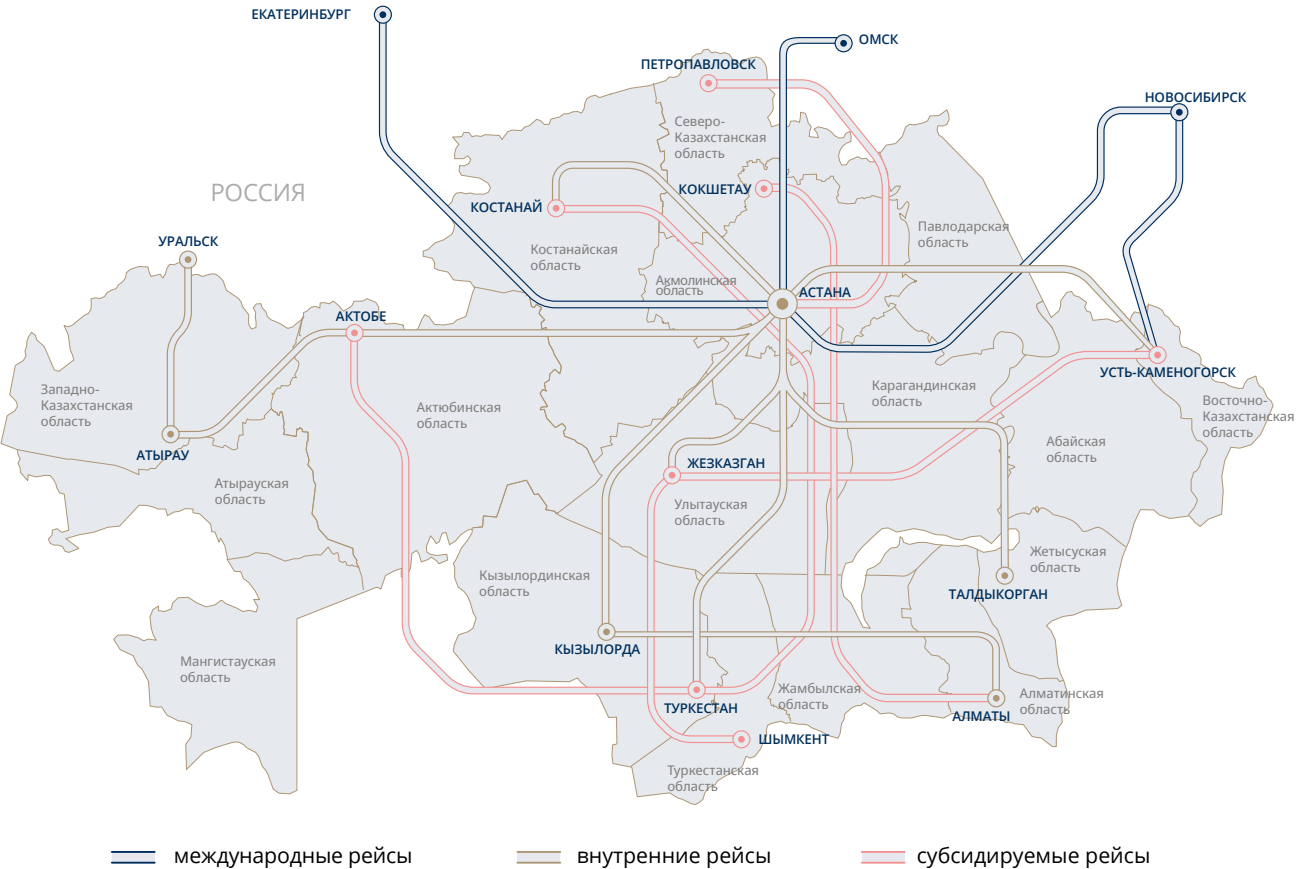 ЕКАТЕРИНБУРГ
ОМСК
ПЕТРОПАВЛОВСК
НОВОСИБИРСК
Северо-
Казахстанская
область
РОССИЯ
КОКШЕТАУ
КОСТАНАЙ
Павлодарская
область
УРАЛЬСК
Костанайская
область
Акмолинская
область
АСТАНА
АКТОБЕ
УСТЬ-КАМЕНОГОРСК
Западно-
Казахстанская
область
Актюбинская
область
Карагандинская
область
Восточно-
Казахстанская
область
Абайская
область
АТЫРАУ
ЖЕЗКАЗГАН
Атырауская
область
Улытауская
область
Жетысуская
область
Кызылординская
область
ТАЛДЫКОРГАН
КЫЗЫЛОРДА
Мангистауская
область
Жамбылская
область
Алматинская
область
ТУРКЕСТАН
АЛМАТЫ
ШЫМКЕНТ
Туркестанская
область
международные рейсы
внутренние рейсы
субсидируемые рейсы